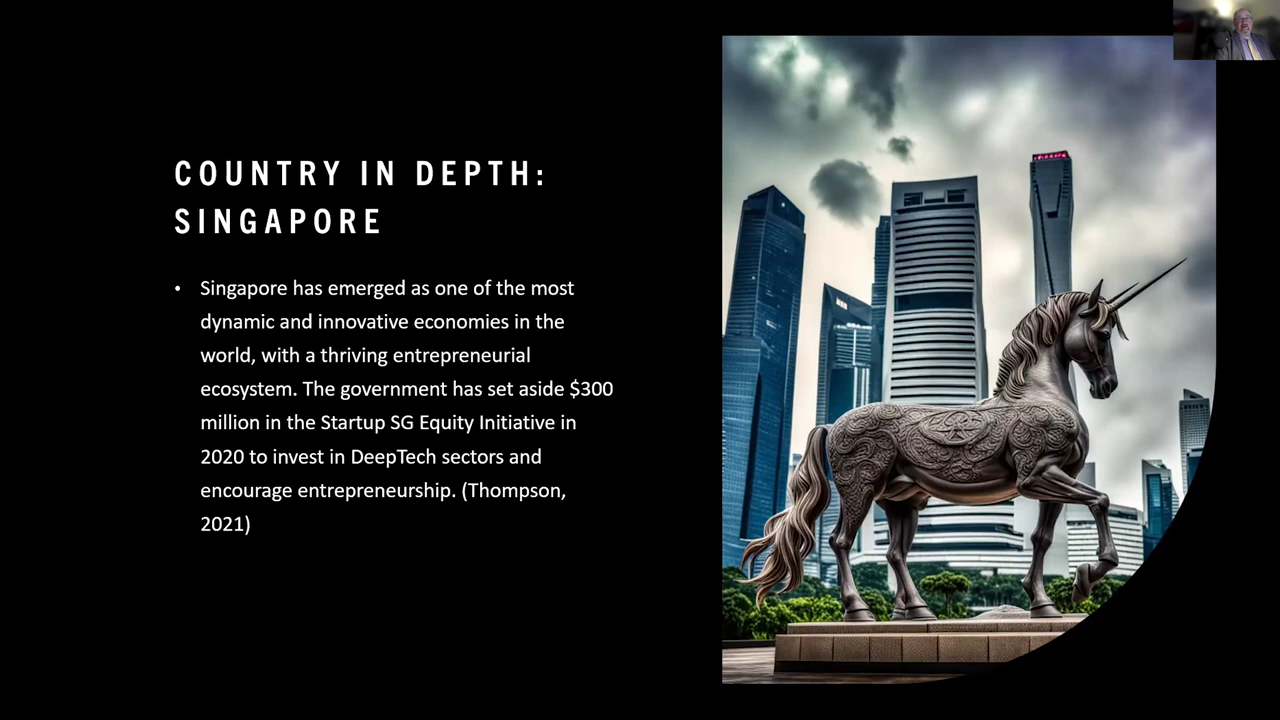 COUNTRY IN DEPTH:
SINGAPORE
• Singapore has emerged as one of the most
dynamic and innovative economies in the
world, with a thriving entrepreneurial
ecosystem. The government has set aside $300
million in the Startup SG Equity Initiative in
2020 to invest in DeepTech sectors and
encourage entrepreneurship. (Thompson,
2021)